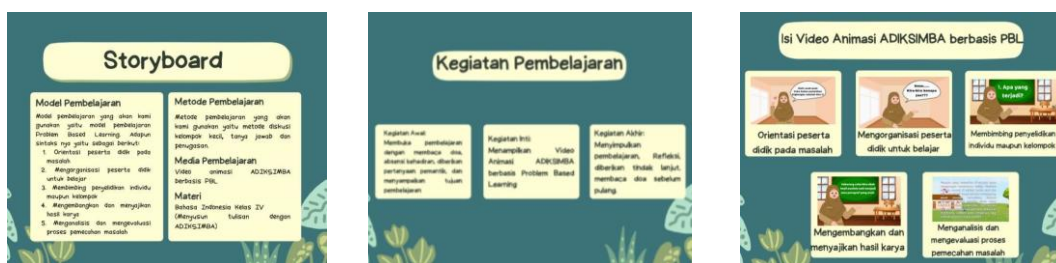 Storyboard
Model Pembelajaran
Model pembelajaran yang akan kami
gunakan yaitu model pembelajaran
Problem Based Learning. Adapun
sintaks nya yaitu sebagai berikut:
1. Orientasi peserta didik pada
masalah
2. Mengorganisasi peserta didik
untuk belajar
3. Membimbing penyelidikan individu
maupun kelompok
4. Mengembangkan dan menyajikan
hasil karya
5. Menganalisis dan mengevaluasi
proses pemecahan masalah
Metode Pembelajaran
Metode pembelajaran yang akan
kami gunakan yaitu metode diskusi
kelompok kecil, tanya jawab dan
penugasan.
Media Pembelajaran
Video animasi ADIKSIMBA
berbasis PBL
Materi
Bahasa Indonesia Kelas IV
(Menyusun tulisan dengan
ADIKSIMBA)
Kegiatan Pembelajaran
Kegiatan Awal:
Membuka pembelajaran
dengan membaca doa,
absensi kehadiran, diberikan
pertanyaan pemantik, dan
menyampaikan tujuan
pembelajaran
Kegiatan Inti:
Menampilkan Video
Animasi ADIKSIMBA
berbasis Problem Based
Learning
Kegiatan Akhir:
Menyimpulkan
pembelajaran, Refleksi,
diberikan tindak lanjut,
membaca doa sebelum
pulang.
Isi Video Animasi ADIKSIMBA berbasis PBL
Orientasi peserta
didik pada masalah
Mengorganisasi peserta
didik untuk belajar
1. Apa yang
terjadi?
Membimbing penyelidikan
individu maupun kelompok
Mengembangkan dan
menyajikan hasil karya
Menganalisis dan
mengevaluasi proses
pemecahan masalah